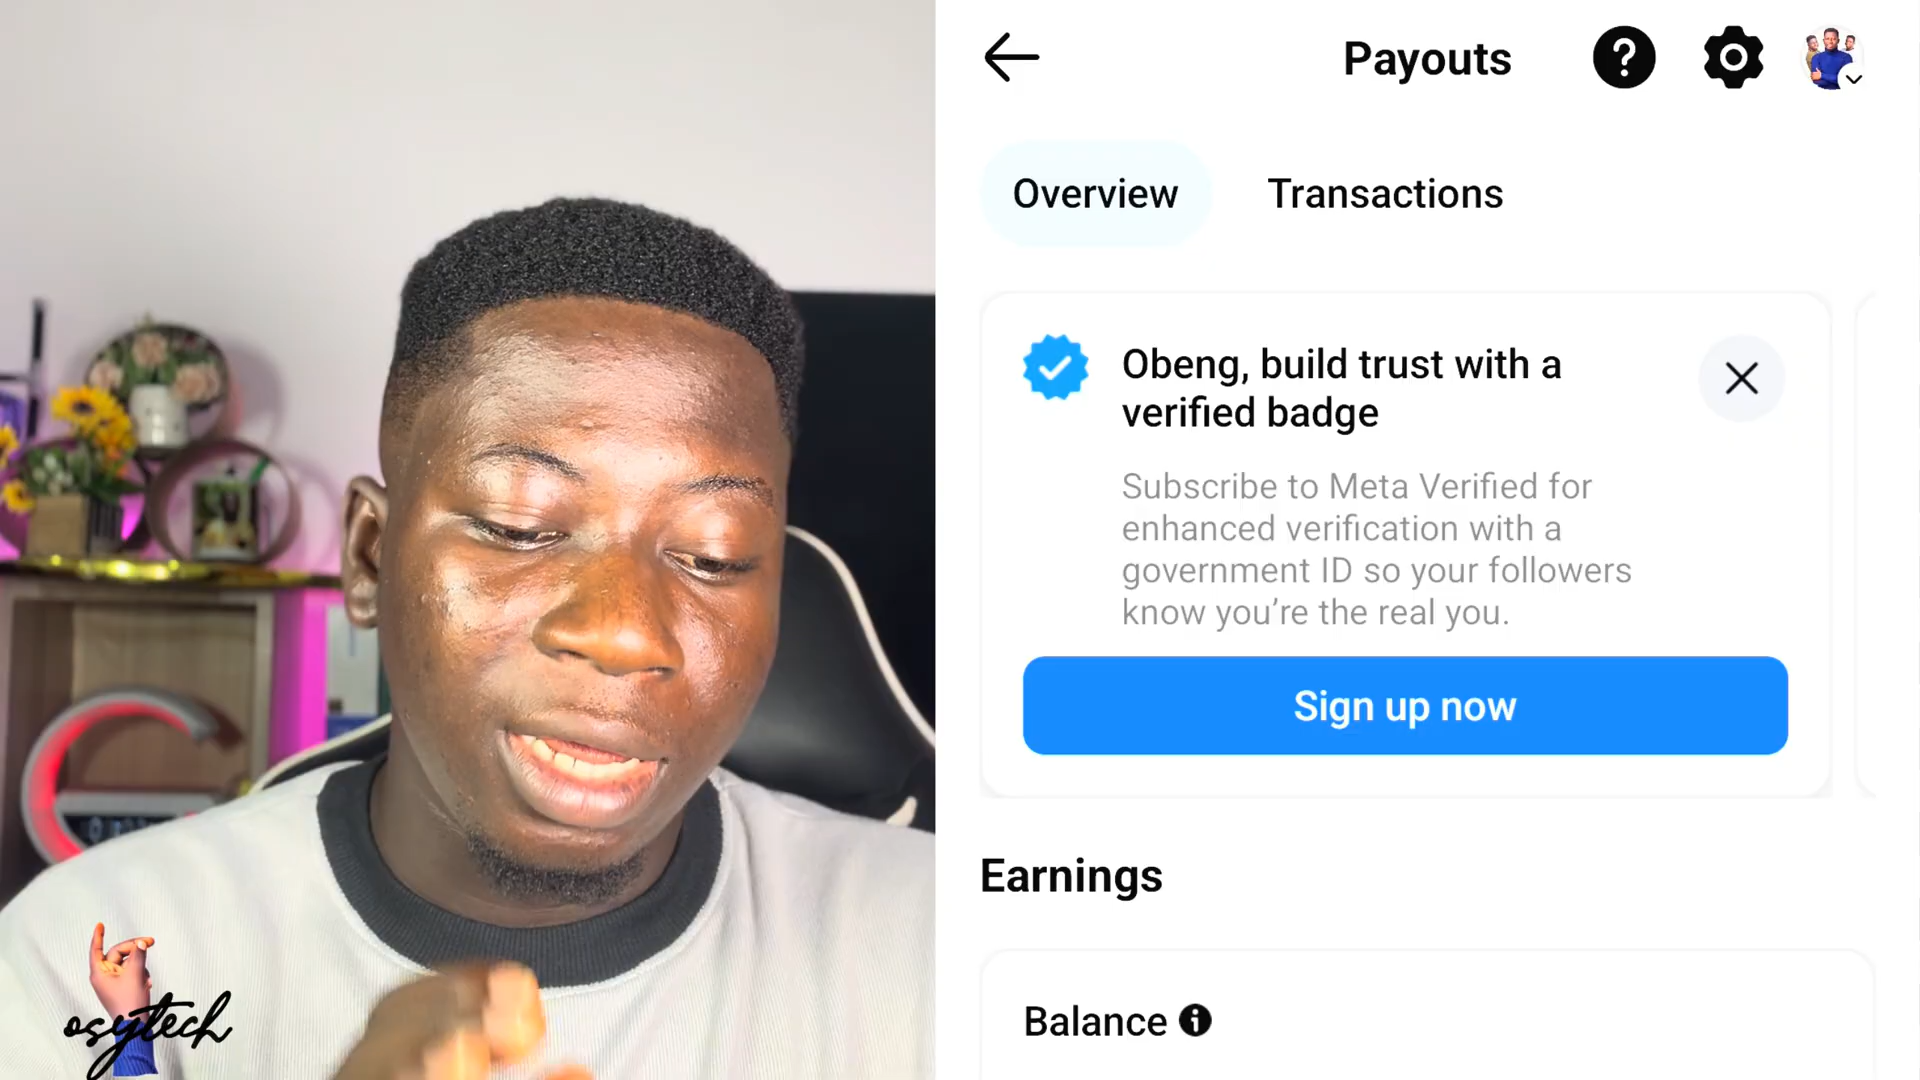 Payouts
Overview
Transactions
Obeng, build trust with a
verified badge
Subscribe to Meta Verified for
enhanced verification with a
government ID so your followers
know you’re the real you.
Sign up now
Earnings
Balance
osytech